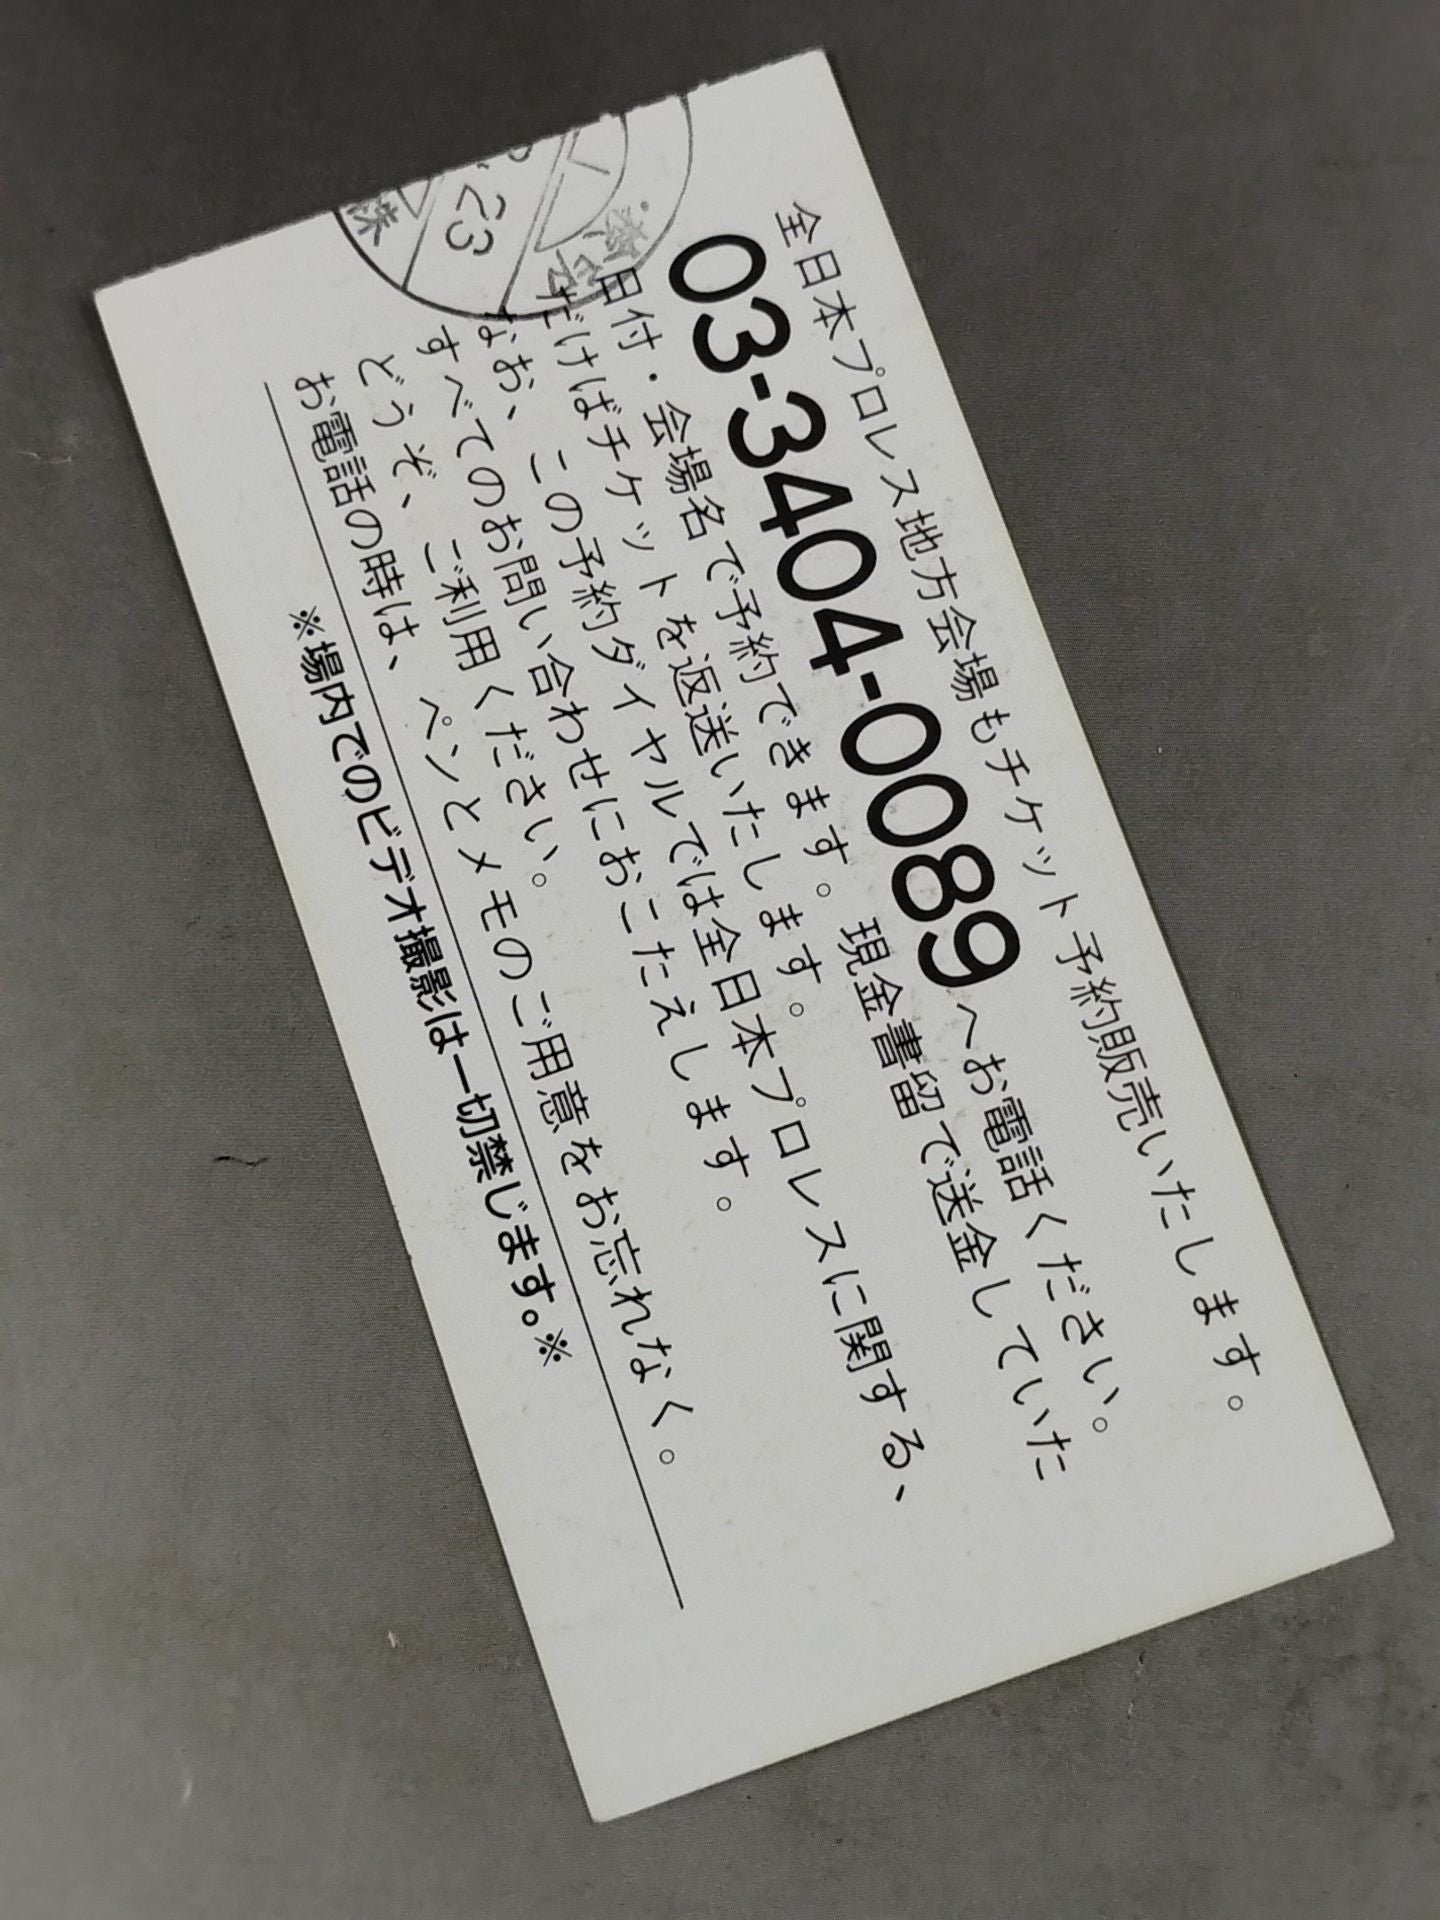 全日本プロレス地方会場もチケット予約販売いたします。
03-3404-0089へお電話ください。
日付・会場名で予約できます。現金書留で送金していた
だければチケットを返送いたします。
なお、この予約ダイヤルでは全日本プロレスに関する、
すべてのお問い合わせにおこたえします。
どうぞ、ご利用ください。
お電話の時は、ペンとメモのご用意をお忘れなく。
※場内でのビデオ撮影は一切禁じます。※
23
株